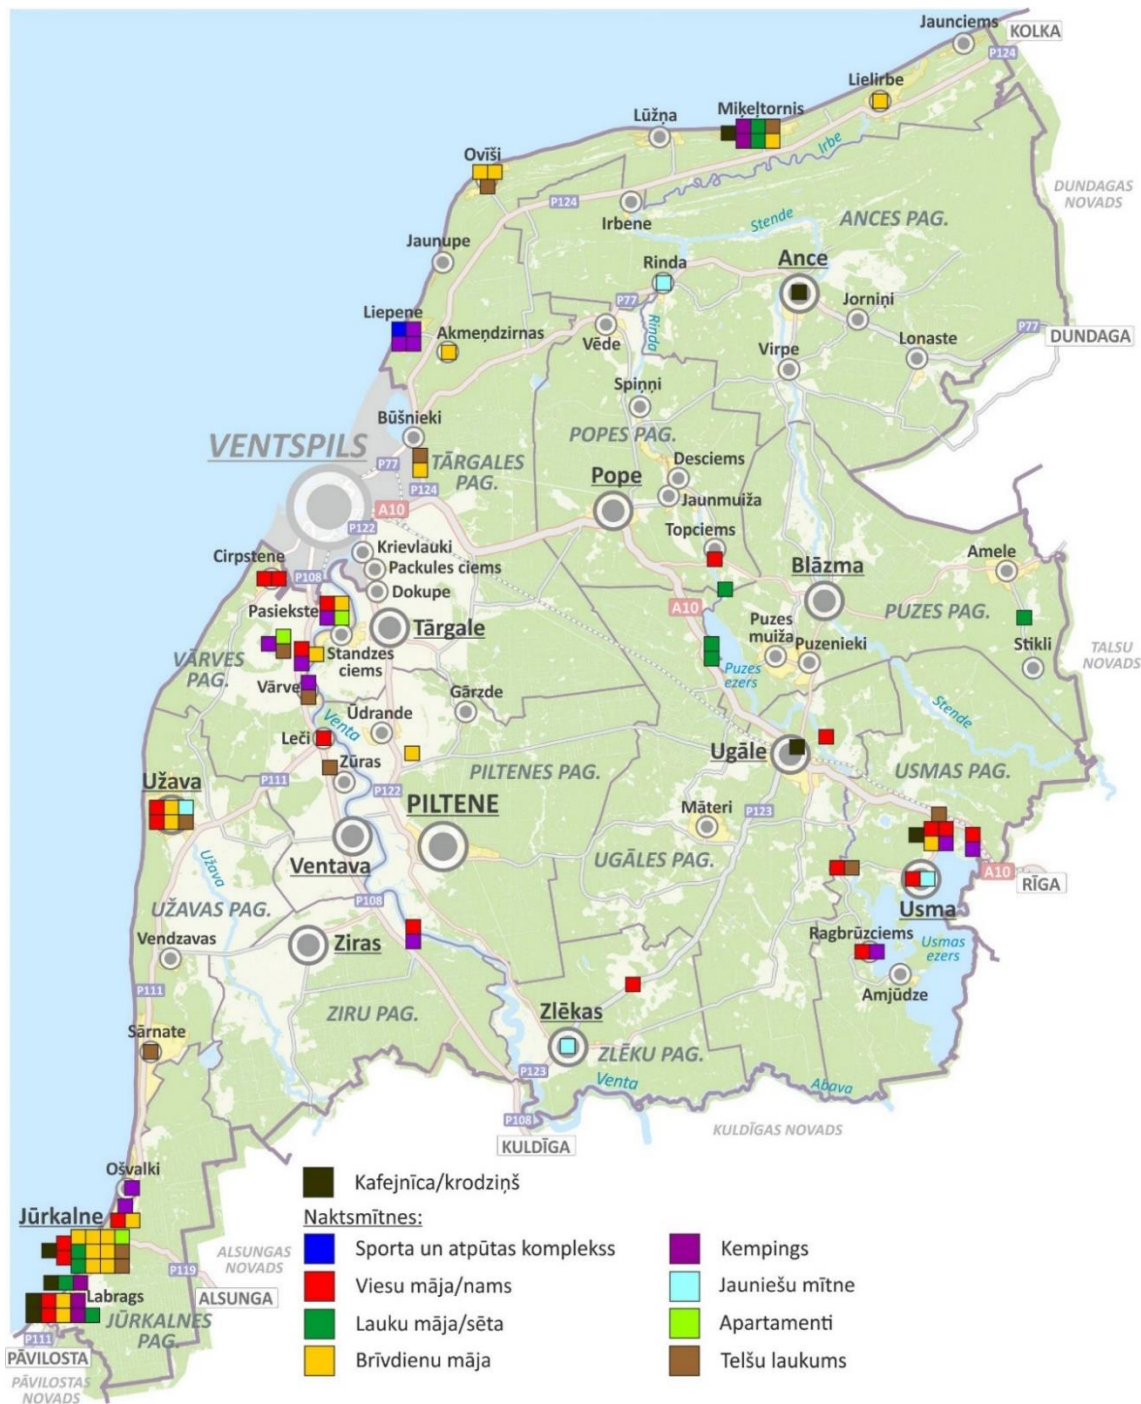 Jaunciems
KOLKA
P124
Lielirbe
Miķeļtornis
Lūžņa
Irbe
Ovīši
DUNDAGAS
NOVADS
P124
Irbene
Stende
ANCES PAG.
Jaunupe
Rinda
Ance
Liepene
P77
Jorniņi
Akmeņdzirnas
Vēde
Rinda
Virpe
Lonaste
P77
DUNDAGA
Spiņņi
Būšnieki
VENTSPILS
POPES PAG.
P77
TĀRGALES
PAG.
Desciems
Pope
P124
Jaunmuiža
A10
P122
Topciems
Krievlauki
Cirpstene
Packules ciems
Amele
P108
Blāzma
Dokupe
Pasiekste
A10
PUZES PAG.
Tārgale
Puzes
muiža
Puzenieki
Stikli
TALSU
NOVADS
VĀRVES
PAG.
Standzes
ciems
Puzes
ezers
Vārve
Gārzde
Venta
Ūdrande
Stende
Leči
Ugāle
Užava
P111
Zūras
PILTENES PAG.
USMAS PAG.
P122
PILTENE
Māteri
P123
Ventava
Užava
UGĀLES PAG.
A10
RĪGA
UŽAVAS PAG.
P108
Usma
Vendzavas
Ziras
Ragbrūzciems
Usmas
ezers
P111
Amjūdze
Zlēkas
ZIRU PAG.
Sārnate
ZLĒKU PAG.
P123
Venta
Abava
P108
KULDĪGAS NOVADS
KULDĪGA
Ošvalki
Kafejnīca/krodziņš
Jūrkalne
Naktsmītnes:
ALSUNGAS
NOVADS
Sporta un atpūtas komplekss
Kempings
P119
Viesu māja/nams
Jauniešu mītne
Labrags
ALSUNGA
JŪRKALNES
PAG.
Lauku māja/sēta
Apartamenti
P111
PĀVILOSTA
Brīvdienu māja
Telšu laukums
PĀVILOSTAS
NOVADS